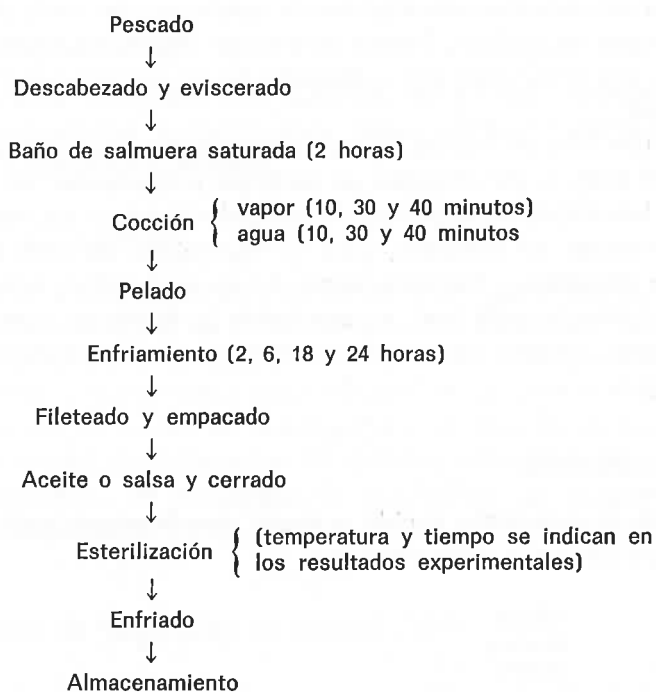 Pescado
↓
Descabezado y eviscerado
↓
Baño de salmuera saturada (2 horas)
↓
Cocción { vapor (10, 30 y 40 minutos)
agua (10, 30 y 40 minutos
↓
Pelado
↓
Enfriamiento (2, 6, 18 y 24 horas)
↓
Fileteado y empacado
↓
Aceite o salsa y cerrado
↓
Esterilización { (temperatura y tiempo se indican en
los resultados experimentales)
↓
Enfriado
↓
Almacenamiento